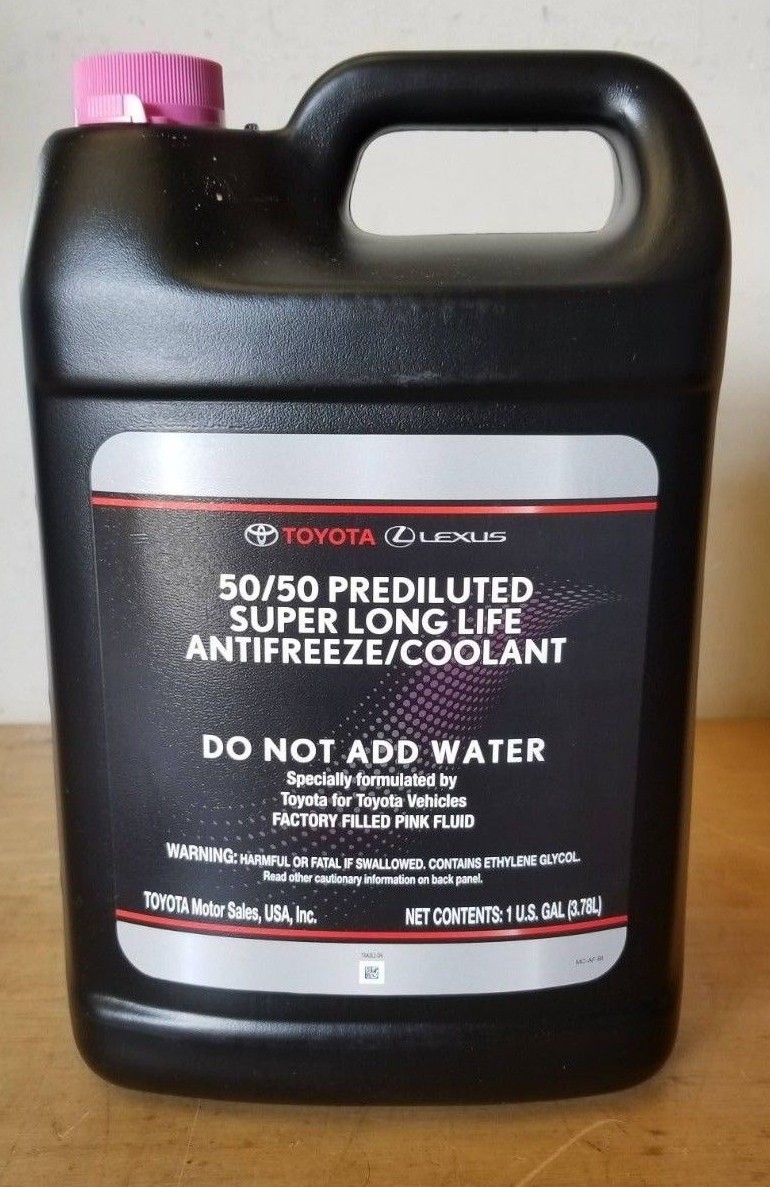 TOYOTA LEXUS
50/50 PREDILUTED
SUPER LONG LIFE
ANTIFREEZE/COOLANT
DO NOT ADD WATER
Specially formulated by
Toyota for Toyota Vehicles
FACTORY FILLED PINK FLUID
WARNING: HARMFUL OR FATAL IF SWALLOWED. CONTAINS ETHYLENE GLYCOL.
Read other cautionary information on back panel.
TOYOTA Motor Sales, USA, Inc. NET CONTENTS: 1 U.S. GAL (3.78L)